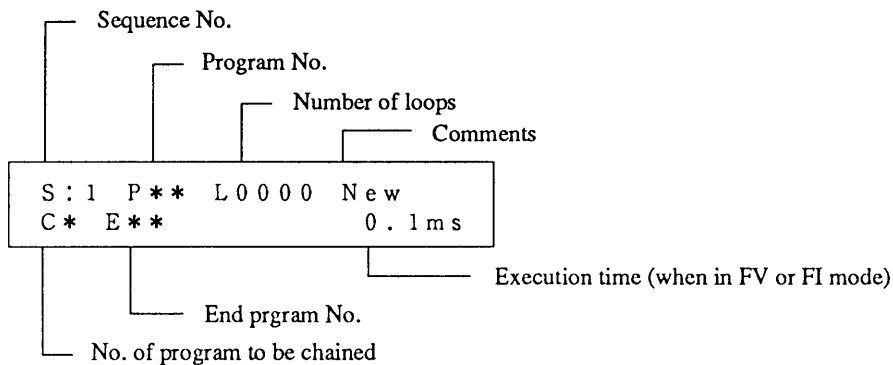 Sequence No.
Program No.
Number of loops
Comments
S:1 P** L0000 New
C* E** 0.1ms
Execution time (when in FV or FI mode)
End prgram No.
No. of program to be chained